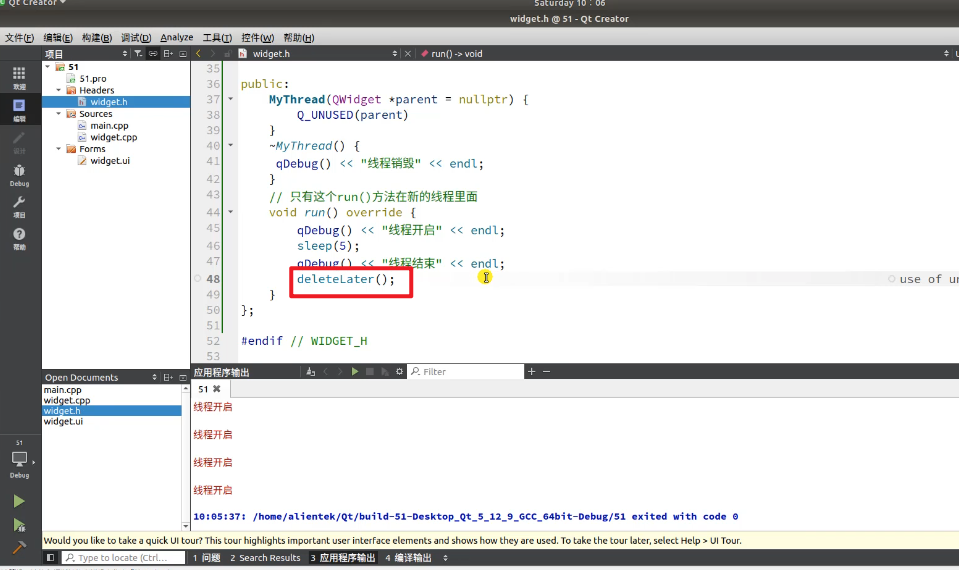 Qt Creator
Saturday 10:06
widget.h @ 51 - Qt Creator
文件(F) 编辑(E) 构建(B) 调试(D) Analyze 工具(T) 控件(W) 帮助(H)
项目
widget.h
run() -> void
欢迎
编辑
设计
Debug
项目
帮助
51
51.pro
Headers
widget.h
Sources
main.cpp
widget.cpp
Forms
widget.ui
35
36 public:
37 MyThread(QWidget *parent = nullptr) {
38 Q_UNUSED(parent)
39 }
40 ~MyThread() {
41 qDebug() << "线程销毁" << endl;
42 }
43 // 只有这个run()方法在新的线程里面
44 void run() override {
45 qDebug() << "线程开启" << endl;
46 sleep(5);
47 qDebug() << "线程结束" << endl;
48 deleteLater();
use of
49 }
50 };
51
52 #endif // WIDGET_H
53
Open Documents
main.cpp
widget.cpp
widget.h
widget.ui
51
Debug
应用程序输出
Filter
51
线程开启
线程开启
线程开启
线程开启
10:05:37: /home/alientek/Qt/build-51-Desktop_Qt_5_12_9_GCC_64bit-Debug/51 exited with code 0
Would you like to take a quick UI tour? This tour highlights important user interface elements and shows how they are used. To take the tour later, select Help > UI Tour.
Type to locate (Ctrl...
1 问题 2 Search Results 3 应用程序输出 4 编译输出